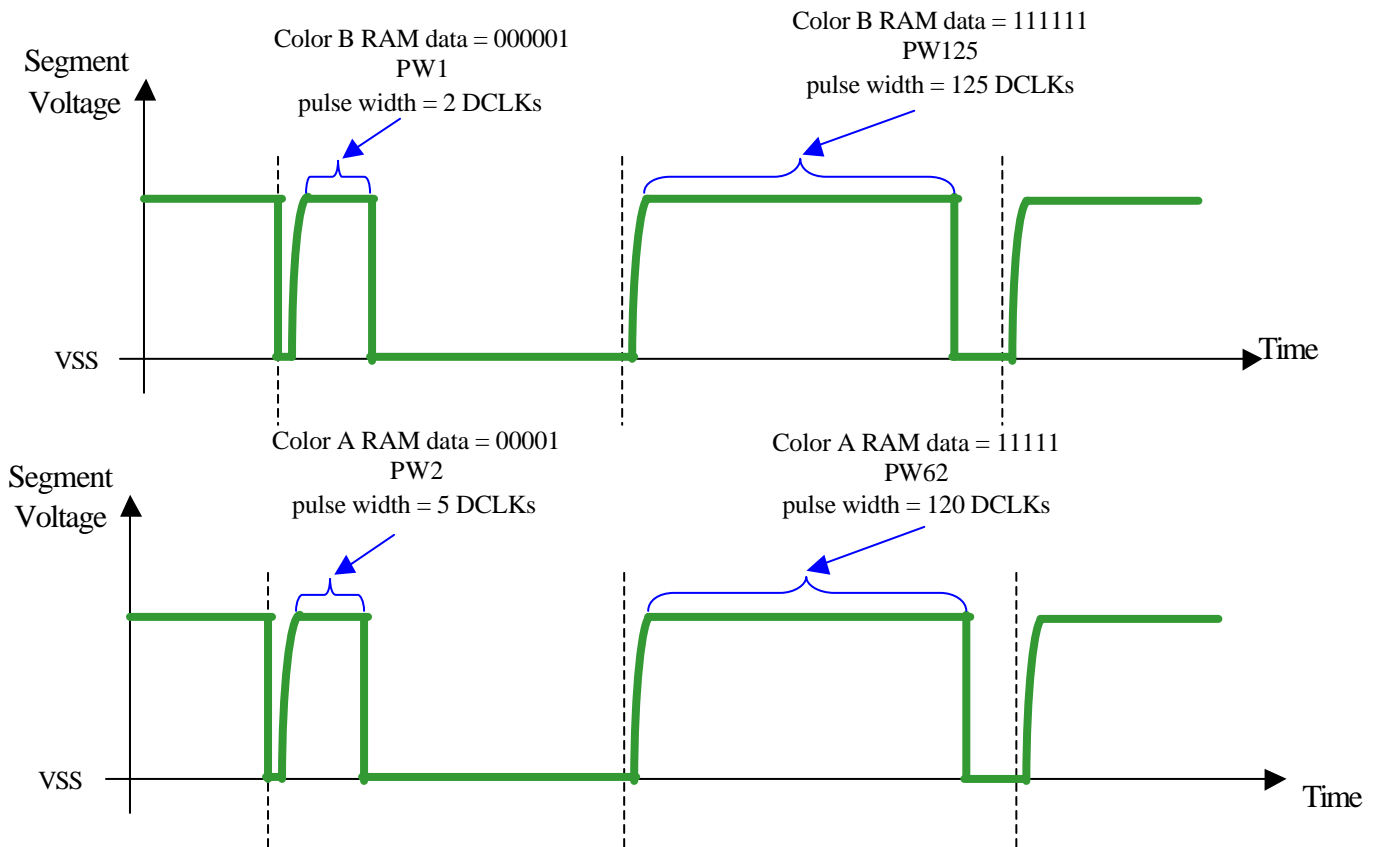 Color B RAM data = 000001
PW1
pulse width = 2 DCLKs
Color B RAM data = 111111
PW125
pulse width = 125 DCLKs
Segment
Voltage
VSS
Time
Color A RAM data = 00001
PW2
pulse width = 5 DCLKs
Color A RAM data = 11111
PW62
pulse width = 120 DCLKs
Segment
Voltage
VSS
Time